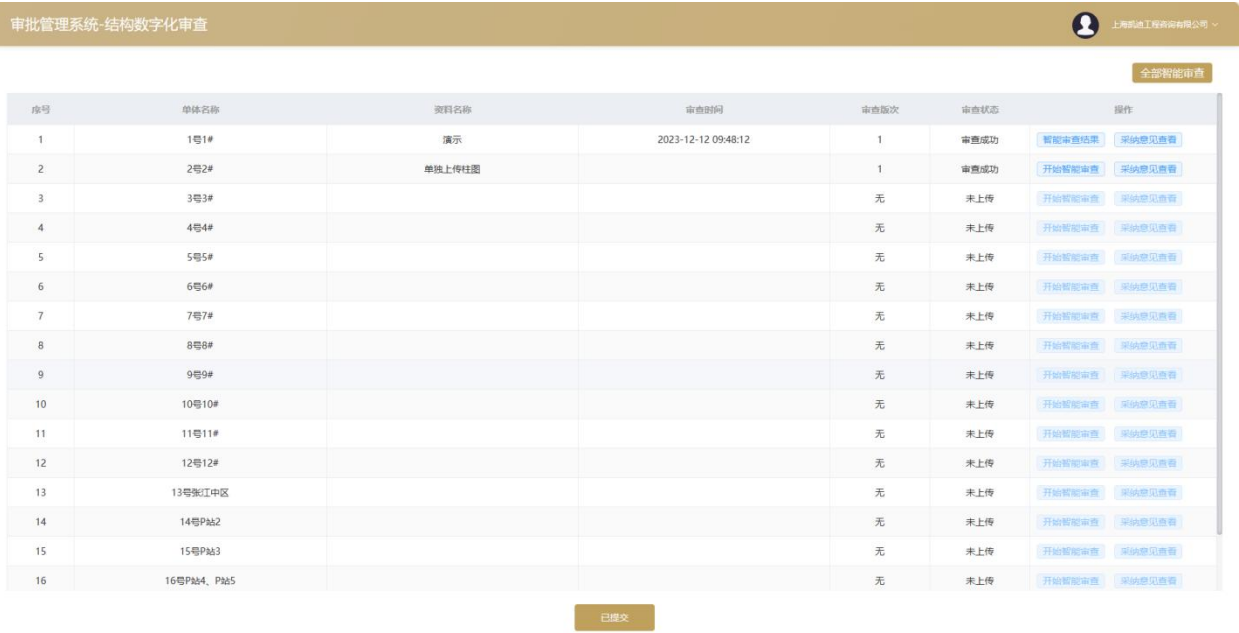 审批管理系统-结构数字化审查
上海凯迪工程咨询有限公司
全部智能审查
序号 单体名称 资料名称 审查时间 审查版次 审查状态 操作
1 1号1# 演示 2023-12-12 09:48:12 1 审查成功 智能审查结果 采纳意见查看
2 2号2# 单独上传柱图 1 审查成功 开始智能审查 采纳意见查看
3 3号3# 无 未上传 开始智能审查 采纳意见查看
4 4号4# 无 未上传 开始智能审查 采纳意见查看
5 5号5# 无 未上传 开始智能审查 采纳意见查看
6 6号6# 无 未上传 开始智能审查 采纳意见查看
7 7号7# 无 未上传 开始智能审查 采纳意见查看
8 8号8# 无 未上传 开始智能审查 采纳意见查看
9 9号9# 无 未上传 开始智能审查 采纳意见查看
10 10号10# 无 未上传 开始智能审查 采纳意见查看
11 11号11# 无 未上传 开始智能审查 采纳意见查看
12 12号12# 无 未上传 开始智能审查 采纳意见查看
13 13号张江中区 无 未上传 开始智能审查 采纳意见查看
14 14号P站2 无 未上传 开始智能审查 采纳意见查看
15 15号P站3 无 未上传 开始智能审查 采纳意见查看
16 16号P站4、P站5 无 未上传 开始智能审查 采纳意见查看
已提交